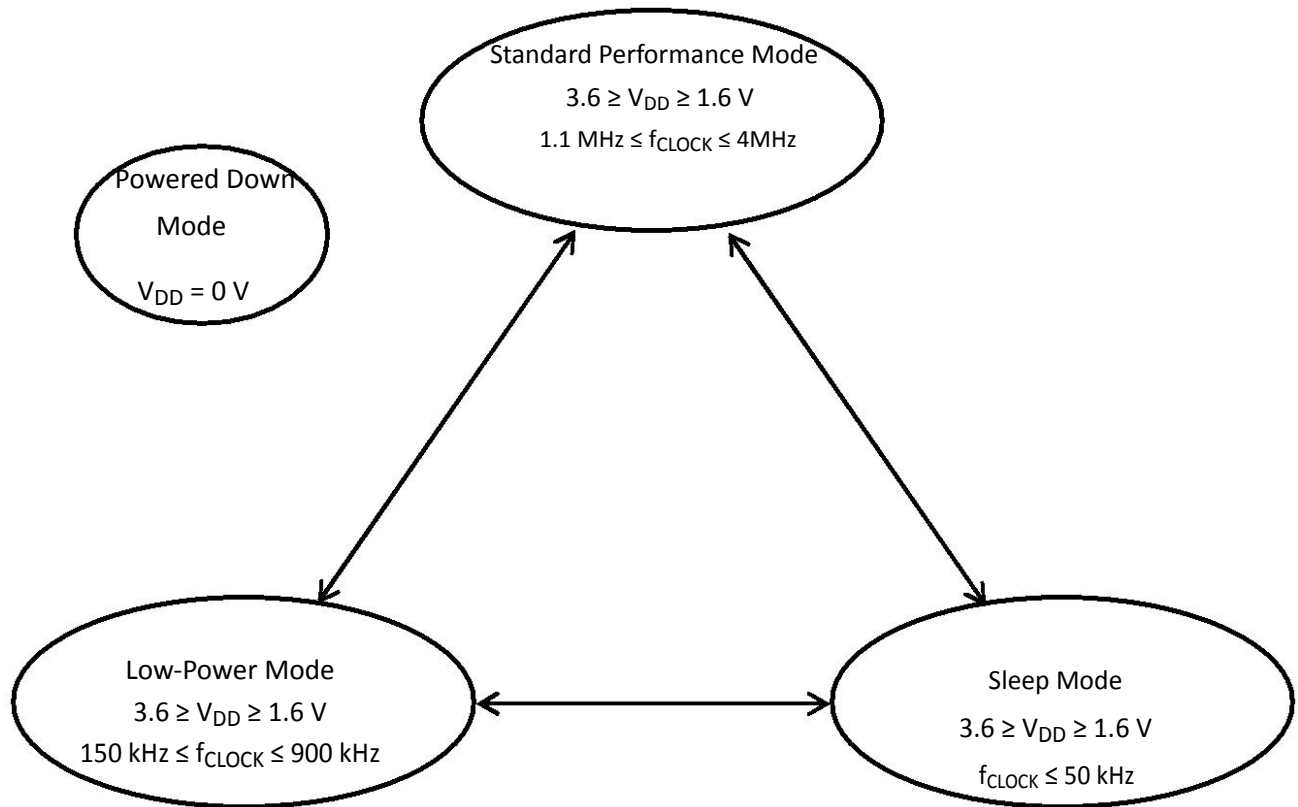 Standard Performance Mode
3.6 ≥ VDD ≥ 1.6 V
1.1 MHz ≤ fCLOCK ≤ 4MHz
Powered Down
Mode
VDD = 0 V
Low-Power Mode
3.6 ≥ VDD ≥ 1.6 V
150 kHz ≤ fCLOCK ≤ 900 kHz
Sleep Mode
3.6 ≥ VDD ≥ 1.6 V
fCLOCK ≤ 50 kHz